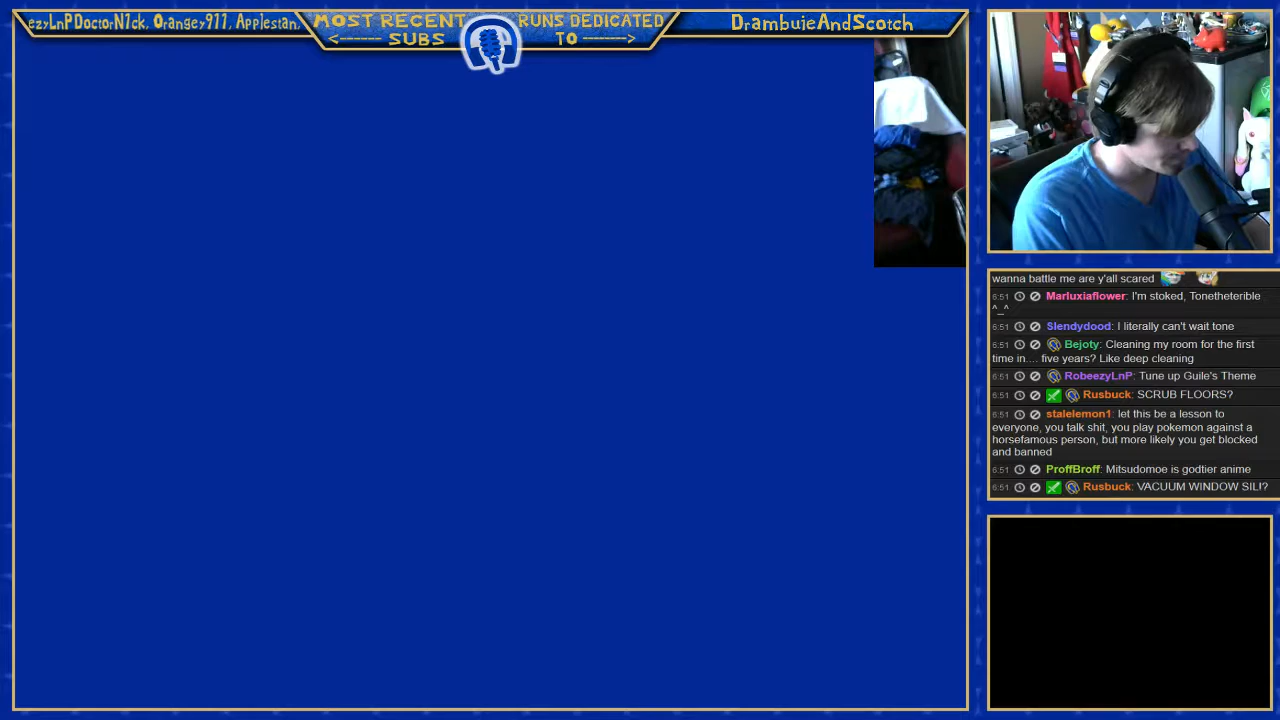 ezyLnPDoctorN1ck, Orangey911, Applestan,
MOST RECENT
SUBS
<------
RUNS DEDICATED
TO ------->
DrambuieAndScotch
wanna battle me are y'all scared
6:51 Marluxiaflower: I'm stoked, Tonetheterible
^_^
6:51 Slendydood: I literally can't wait tone
6:51 Bejoty: Cleaning my room for the first
time in.... five years? Like deep cleaning
6:51 RobeezyLnP: Tune up Guile's Theme
6:51 Rusbuck: SCRUB FLOORS?
6:51 stalelemon1: let this be a lesson to
everyone, you talk shit, you play pokemon against a
horsefamous person, but more likely you get blocked
and banned
6:51 ProffBroff: Mitsudomoe is godtier anime
6:51 Rusbuck: VACUUM WINDOW SILl?